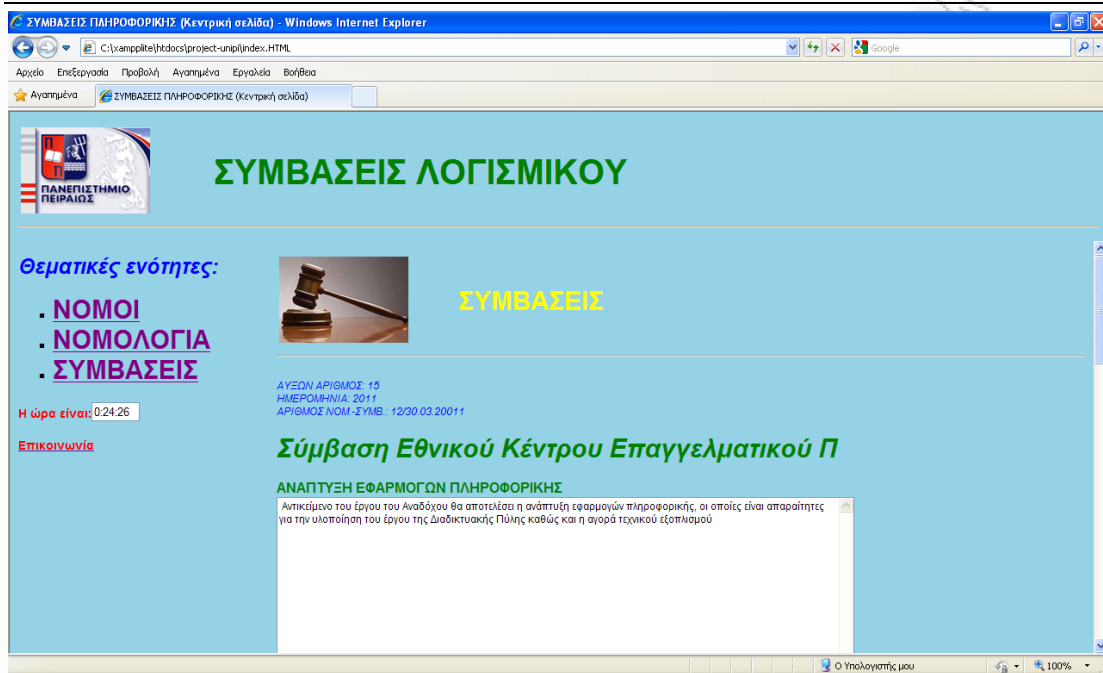 ΣΥΜΒΑΣΕΙΣ ΠΛΗΡΟΦΟΡΙΚΗΣ (Κεντρική σελίδα) - Windows Internet Explorer
C:\xampplite\htdocs\project-unipi\index.HTML
Google
Αρχείο Επεξεργασία Προβολή Αγαπημένα Εργαλεία Βοήθεια
Αγαπημένα ΣΥΜΒΑΣΕΙΣ ΠΛΗΡΟΦΟΡΙΚΗΣ (Κεντρική σελίδα)
ΠΑΝΕΠΙΣΤΗΜΙΟ
ΠΕΙΡΑΙΩΣ
ΣΥΜΒΑΣΕΙΣ ΛΟΓΙΣΜΙΚΟΥ
Θεματικές ενότητες:
ΝΟΜΟΙ
ΝΟΜΟΛΟΓΙΑ
ΣΥΜΒΑΣΕΙΣ
Η ώρα είναι: 0:24:26
Επικοινωνία
ΣΥΜΒΑΣΕΙΣ
ΑΥΞΩΝ ΑΡΙΘΜΟΣ: 15
ΗΜΕΡΟΜΗΝΙΑ: 2011
ΑΡΙΘΜΟΣ ΝΟΜ.-ΣΥΜΒ.: 12/30.03.20011
Σύμβαση Εθνικού Κέντρου Επαγγελματικού Π
ΑΝΑΠΤΥΞΗ ΕΦΑΡΜΟΓΩΝ ΠΛΗΡΟΦΟΡΙΚΗΣ
Αντικείμενο του έργου του Αναδόχου θα αποτελέσει η ανάπτυξη εφαρμογών πληροφορικής, οι οποίες είναι απαραίτητες
για την υλοποίηση του έργου της Διαδικτυακής Πύλης καθώς και η αγορά τεχνικού εξοπλισμού
Ο Υπολογιστής μου
100%